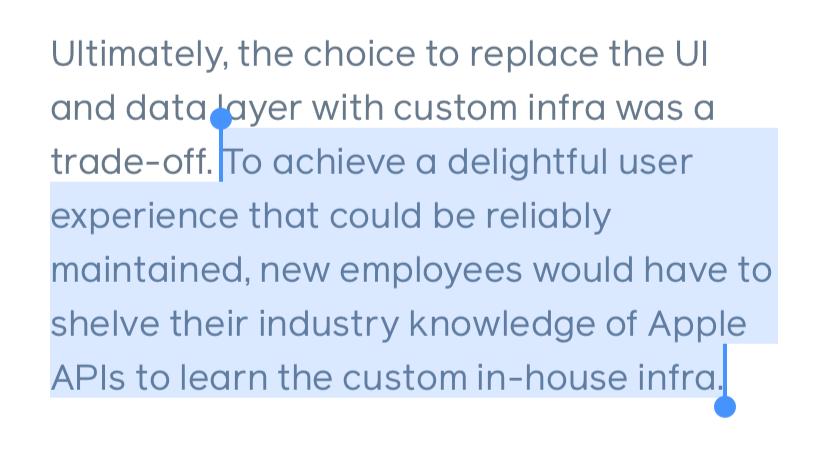 Ultimately, the choice to replace the UI
and data layer with custom infra was a
trade-off. To achieve a delightful user
experience that could be reliably
maintained, new employees would have to
shelve their industry knowledge of Apple
APIs to learn the custom in-house infra.